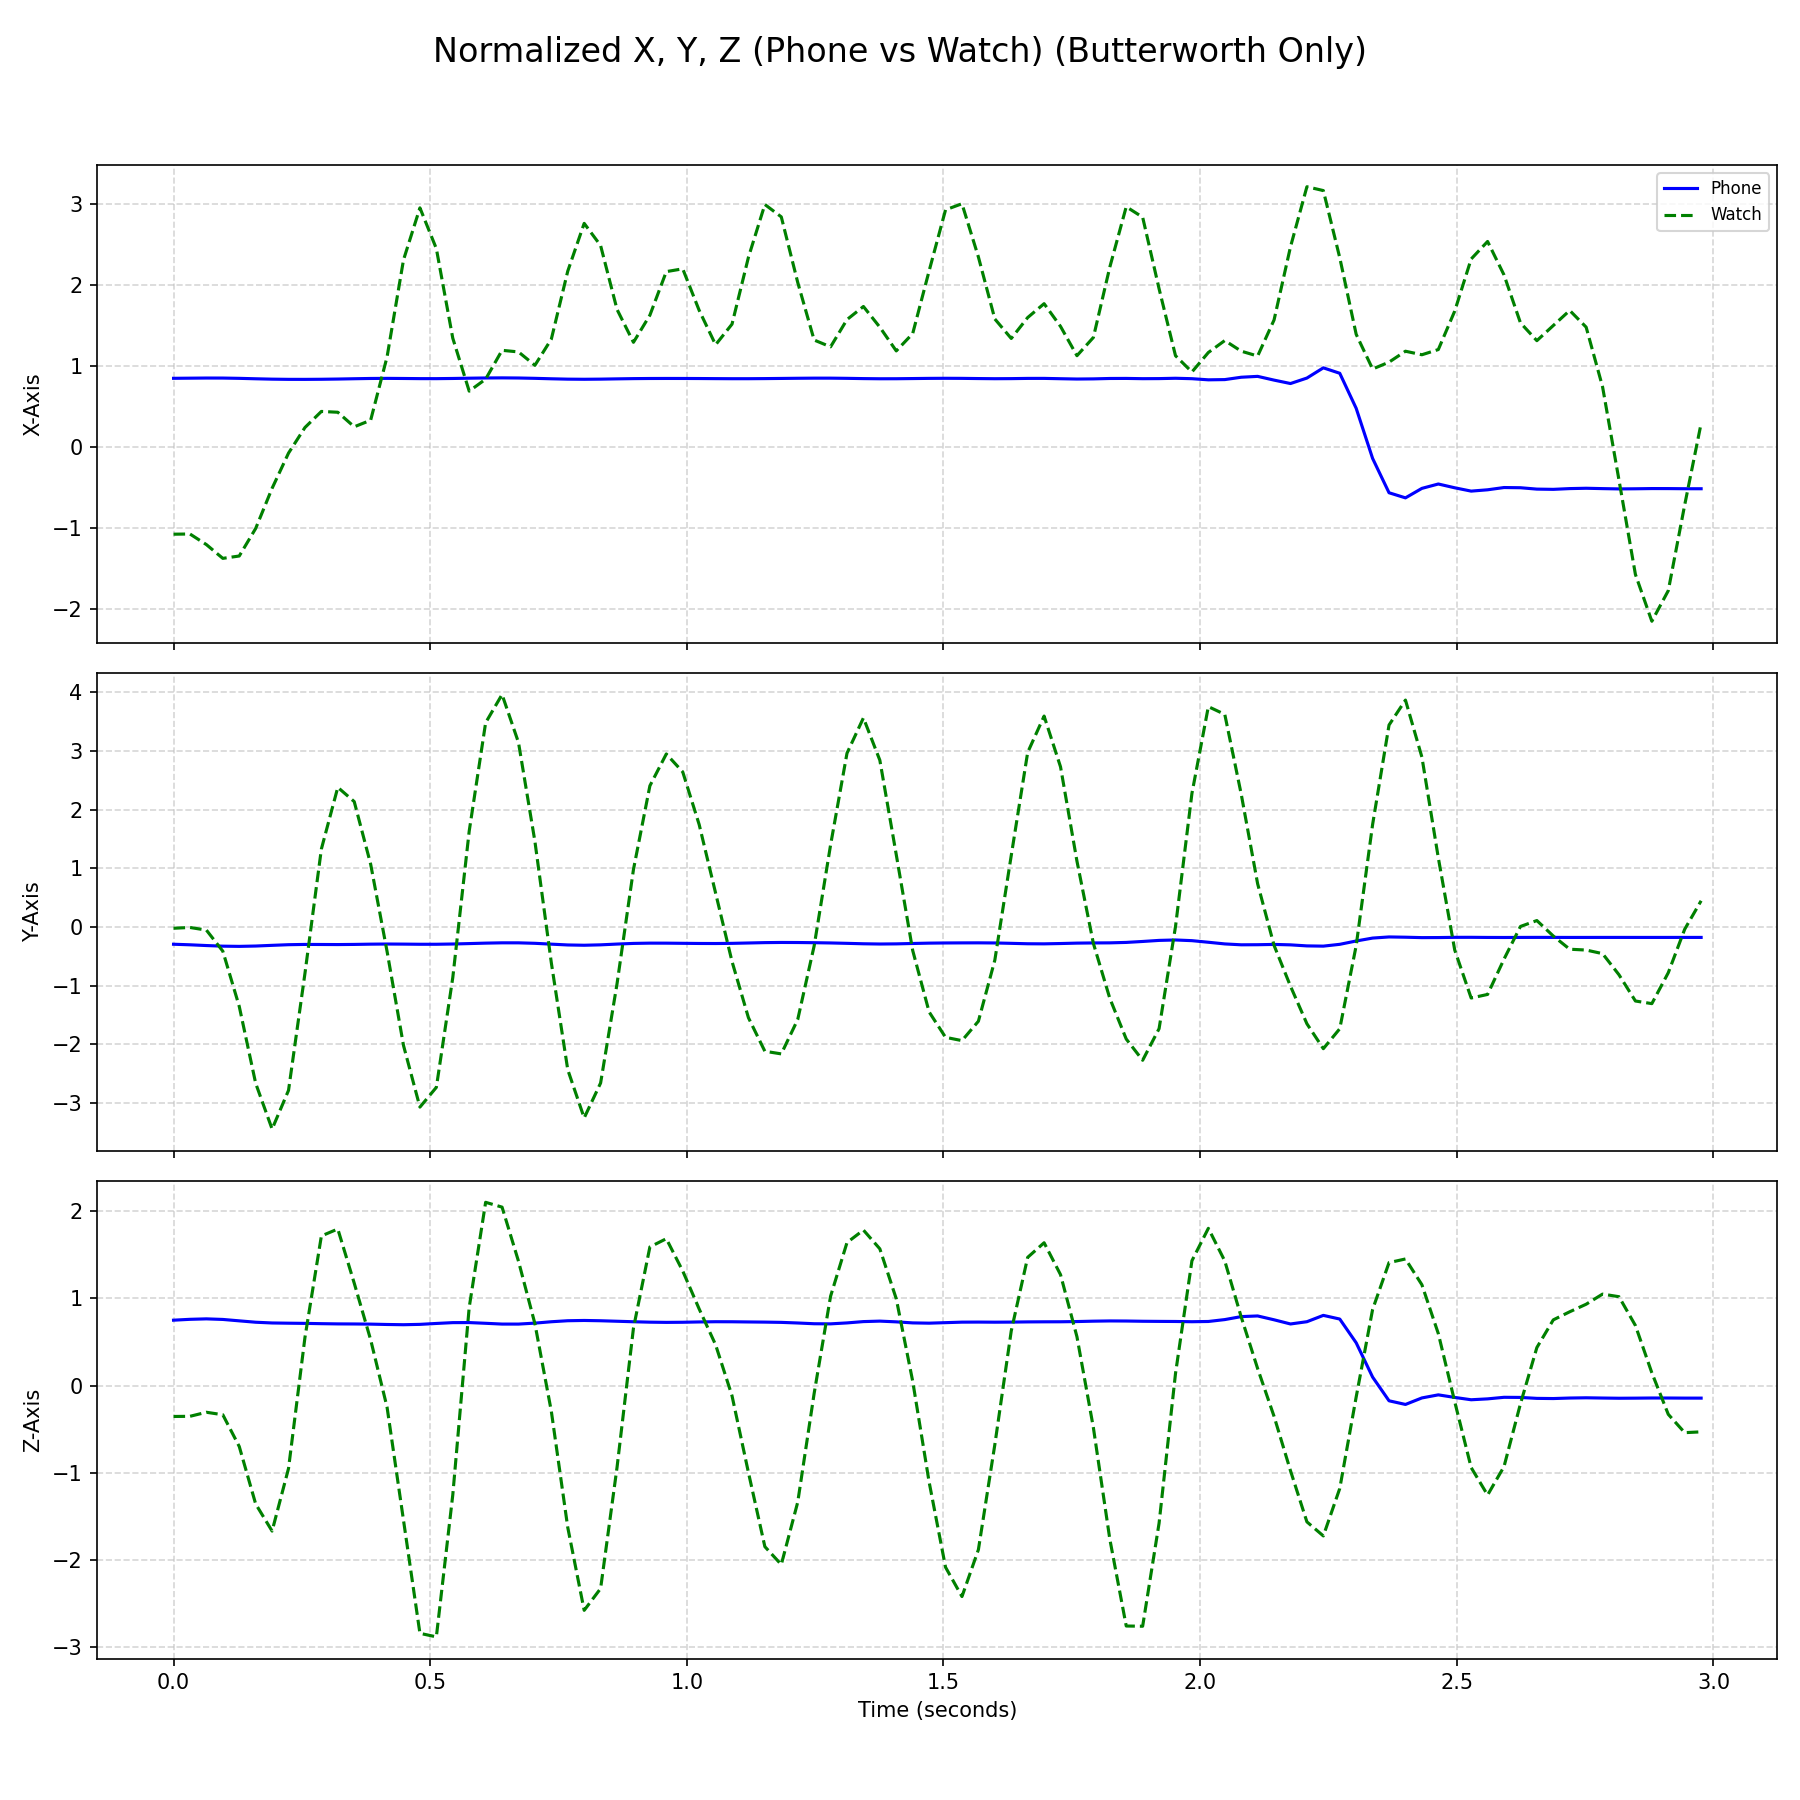 Normalized X, Y, Z (Phone vs Watch) (Butterworth Only)
Phone
Watch
X-Axis
3
2
1
0
−1
−2
Y-Axis
4
3
2
1
0
−1
−2
−3
Z-Axis
2
1
0
−1
−2
−3
0.0 0.5 1.0 1.5 2.0 2.5 3.0
Time (seconds)